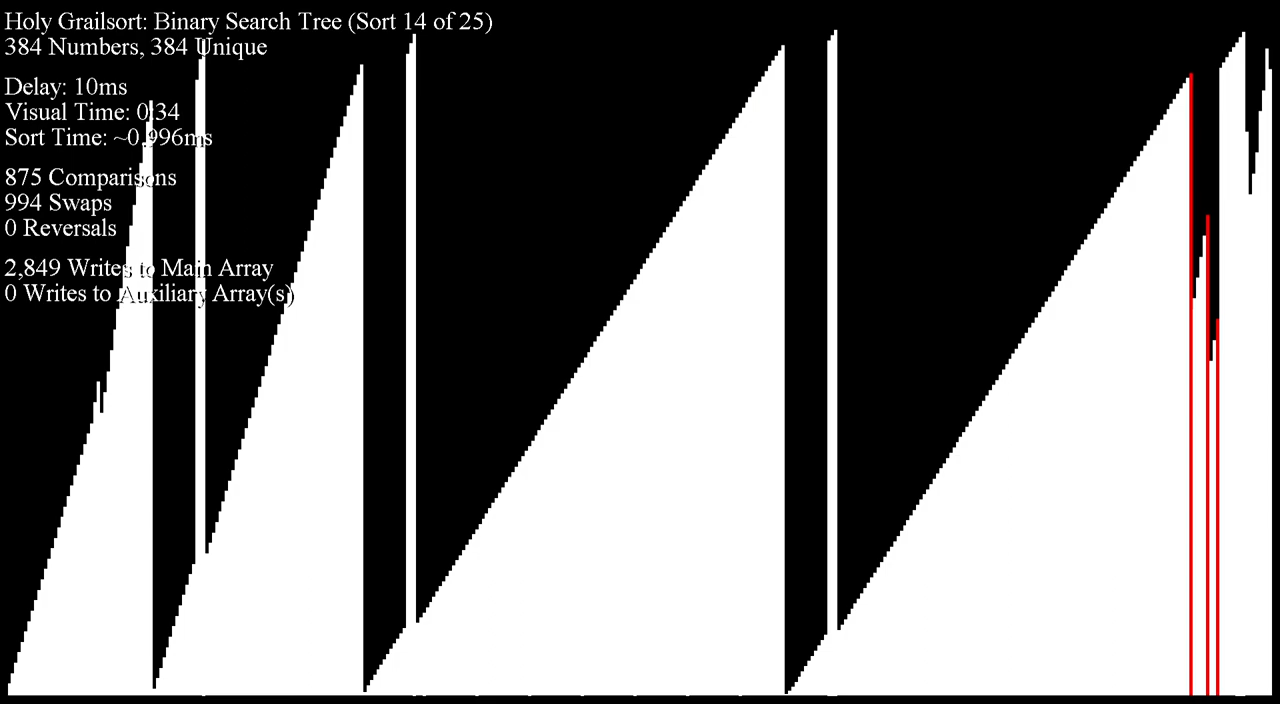 Holy Grailsort: Binary Search Tree (Sort 14 of 25)
384 Numbers, 384 Unique
Delay: 10ms
Visual Time: 0:34
Sort Time: ~0.996ms
875 Comparisons
994 Swaps
0 Reversals
2,849 Writes to Main Array
0 Writes to Auxiliary Array(s)